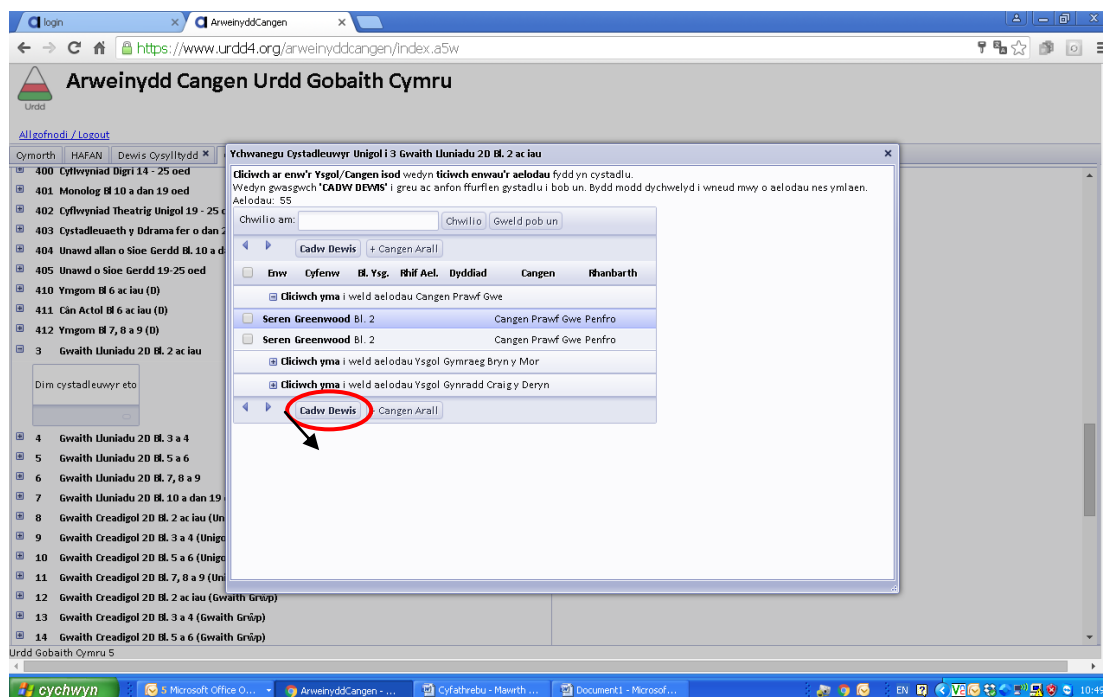 login
ArweinyddCangen
https://www.urdd4.org/arweinyddcangen/index.a5w
Arweinydd Cangen Urdd Gobaith Cymru
Urdd
Allgofnodi / Logout
Cymorth HAFAN Dewis Cysylltydd
400 Cyflwyniad Digri 14 - 25 oed
401 Monolog Bl 10 a dan 19 oed
402 Cyflwyniad Theatrig Unigol 19 - 25
403 Cystadleuaeth y Ddrama fer o dan 2
404 Unawd allan o Sioe Gerdd Bl. 10 a d
405 Unawd o Sioe Gerdd 19-25 oed
410 Ymgom Bl 6 ac iau (D)
411 Cân Actol Bl 6 ac iau (D)
412 Ymgom Bl 7, 8 a 9 (D)
3 Gwaith Lluniadu 2D Bl. 2 ac iau
Dim cystadleuwyr eto
4 Gwaith Lluniadu 2D Bl. 3 a 4
5 Gwaith Lluniadu 2D Bl. 5 a 6
6 Gwaith Lluniadu 2D Bl. 7, 8 a 9
7 Gwaith Lluniadu 2D Bl. 10 a dan 19
8 Gwaith Creadigol 2D Bl. 2 ac iau (Un
9 Gwaith Creadigol 2D Bl. 3 a 4 (Unigo
10 Gwaith Creadigol 2D Bl. 5 a 6 (Unigo
11 Gwaith Creadigol 2D Bl. 7, 8 a 9 (Uni
12 Gwaith Creadigol 2D Bl. 2 ac iau (Gwaith Grŵp)
13 Gwaith Creadigol 2D Bl. 3 a 4 (Gwaith Grŵp)
14 Gwaith Creadigol 2D Bl. 5 a 6 (Gwaith Grŵp)
Ychwanegu Cystadleuwyr Unigol i 3 Gwaith Lluniadu 2D Bl. 2 ac iau
Cliciwch ar enw'r Ysgol/Cangen isod wedyn ticiwch enwau'r aelodau fydd yn cystadlu.
Wedyn gwasgwch 'CADW DEWIS' i greu ac anfon ffurflen gystadlu i bob un. Bydd modd dychwelyd i wneud mwy o aelodau nes ymlaen.
Aelodau: 55
Chwilio am: Chwilio Gweld pob un
Cadw Dewis + Cangen Arall
Enw Cyfenw Bl. Ysg. Rhif Ael. Dyddiad Cangen Rhanbarth
Cliciwch yma i weld aelodau Cangen Prawf Gwe
Seren Greenwood Bl. 2 Cangen Prawf Gwe Penfro
Seren Greenwood Bl. 2 Cangen Prawf Gwe Penfro
Cliciwch yma i weld aelodau Ysgol Gymraeg Bryn y Mor
Cliciwch yma i weld aelodau Ysgol Gynradd Craig y Deryn
Cadw Dewis + Cangen Arall
Urdd Gobaith Cymru 5
cychwyn 5 Microsoft Office O... ArweinyddCangen - ... Cyfathrebu - Mawrth ... Document1 - Microsof... EN 10:49